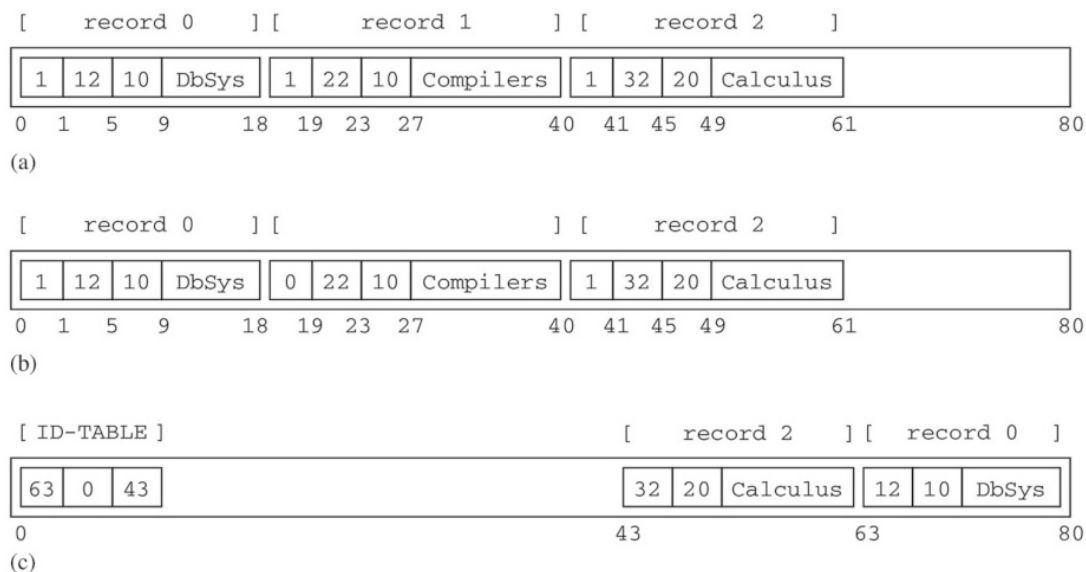 [ record 0 ] [ record 1 ] [ record 2 ]
1 12 10 DbSys 1 22 10 Compilers 1 32 20 Calculus
0 1 5 9 18 19 23 27 40 41 45 49 61 80
(a)
[ record 0 ] [ ] [ record 2 ]
1 12 10 DbSys 0 22 10 Compilers 1 32 20 Calculus
0 1 5 9 18 19 23 27 40 41 45 49 61 80
(b)
[ ID-TABLE ] [ record 2 ] [ record 0 ]
63 0 43 32 20 Calculus 12 10 DbSys
0 43 63 80
(c)